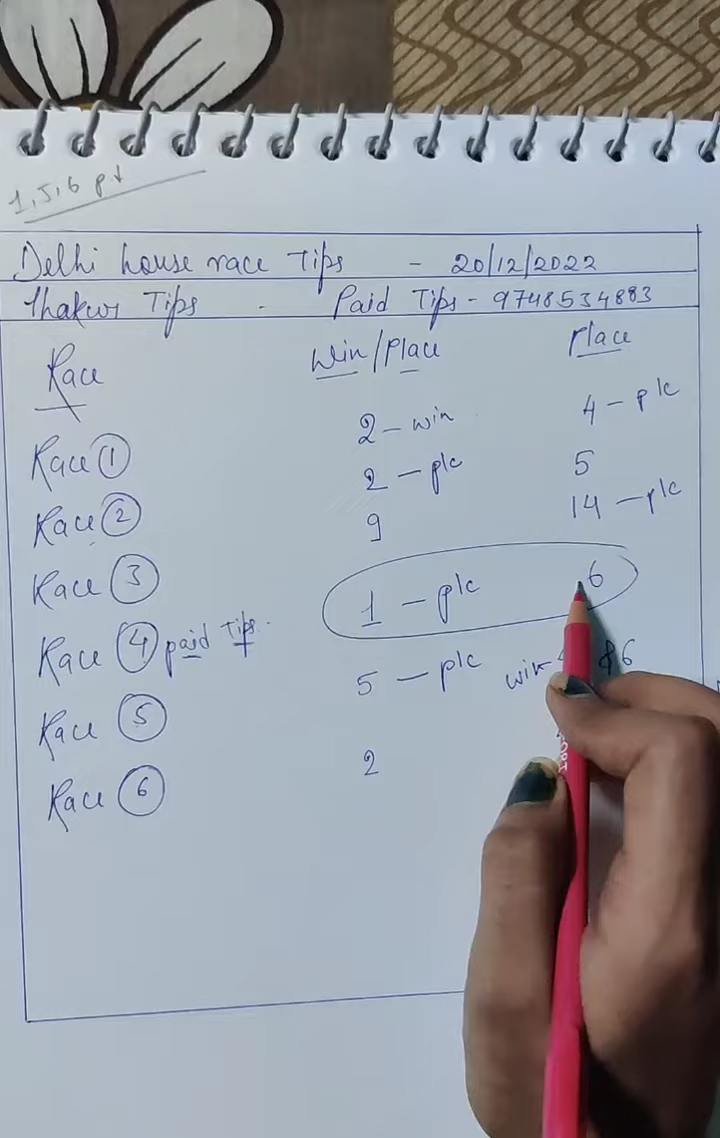 1,5,6 pt
Delhi house race Tips - 20/12/2022
Thakur Tips - Paid Tips - 9748534883
Race Win/Place Place
Race ① 2 - win 4 - plc
Race ② 2 - plc 5
Race ③ 9 14 - plc
Race ④ paid Tips. 1 - plc 6
Race ⑤ 5 - plc win &6
Race ⑥ 2